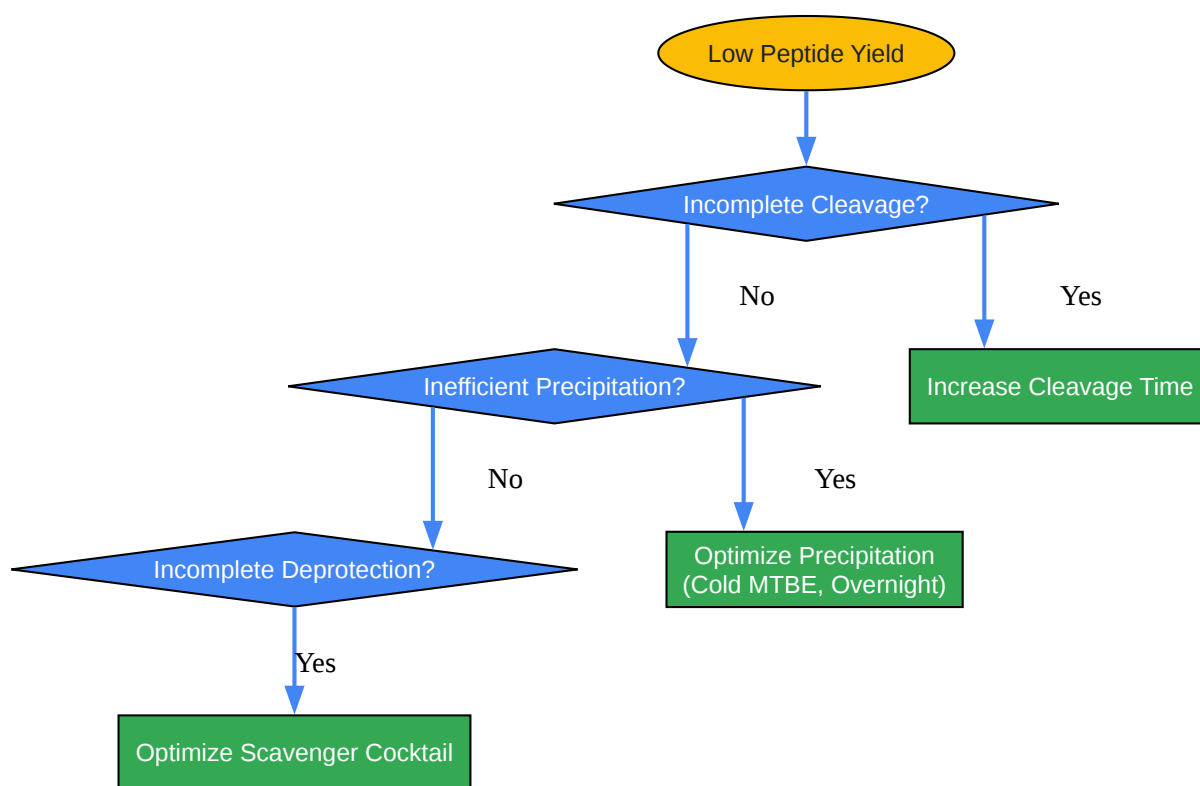 Low Peptide Yield
Incomplete Cleavage?
No
Yes
Inefficient Precipitation?
Increase Cleavage Time
No
Yes
Incomplete Deprotection?
Optimize Precipitation
(Cold MTBE, Overnight)
Yes
Optimize Scavenger Cocktail